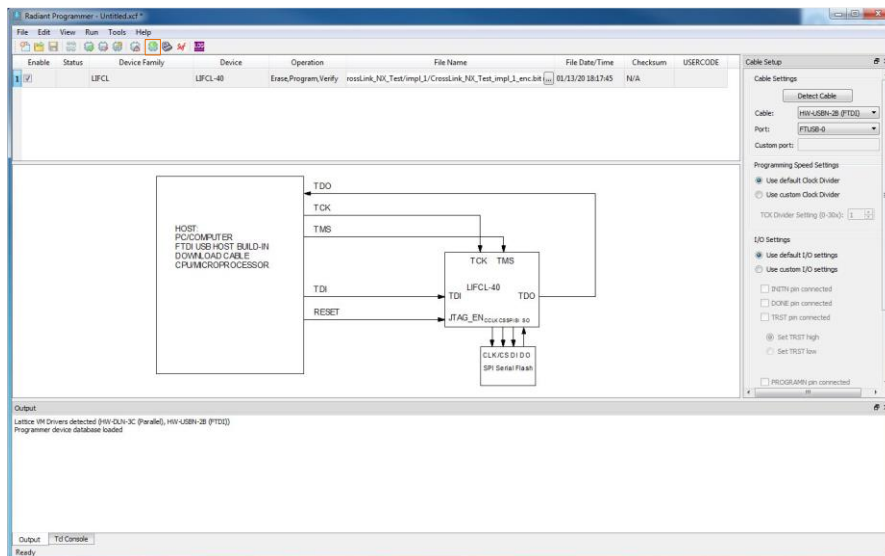 Radiant Programmer - Untitled.xcf *
File Edit View Run Tools Help
Enable Status Device Family Device Operation File Name File Date/Time Checksum USERCODE
1 LIFCL LIFCL-40 Erase,Program,Verify rossLink_NX_Test/impl_1/CrossLink_NX_Test_impl_1_enc.bit ... 01/13/20 18:17:45 N/A
Cable Setup
Cable Settings
Detect Cable
Cable: HW-USBN-2B (FTDI)
Port: FTUSB-0
Custom port:
Programming Speed Settings
Use default Clock Divider
Use custom Clock Divider
TCK Divider Setting (0-30x): 1
I/O Settings
Use default I/O settings
Use custom I/O settings
INITN pin connected
DONE pin connected
TRST pin connected
Set TRST high
Set TRST low
PROGRAMN pin connected
TDO
TCK
TMS
HOST:
PC/COMPUTER
FTDI USB HOST BUILD-IN
DOWNLOAD CABLE
CPU/MICROPROCESSOR
TCK TMS
LIFCL-40
TDI
TDI TDO
RESET
JTAG_EN CCLK CS SPI SI SO
CLK/CS DI DO
SPI Serial Flash
Output
Lattice VM Drivers detected (HW-DLN-3C (Parallel), HW-USBN-2B (FTDI))
Programmer device database loaded
Output Tcl Console
Ready